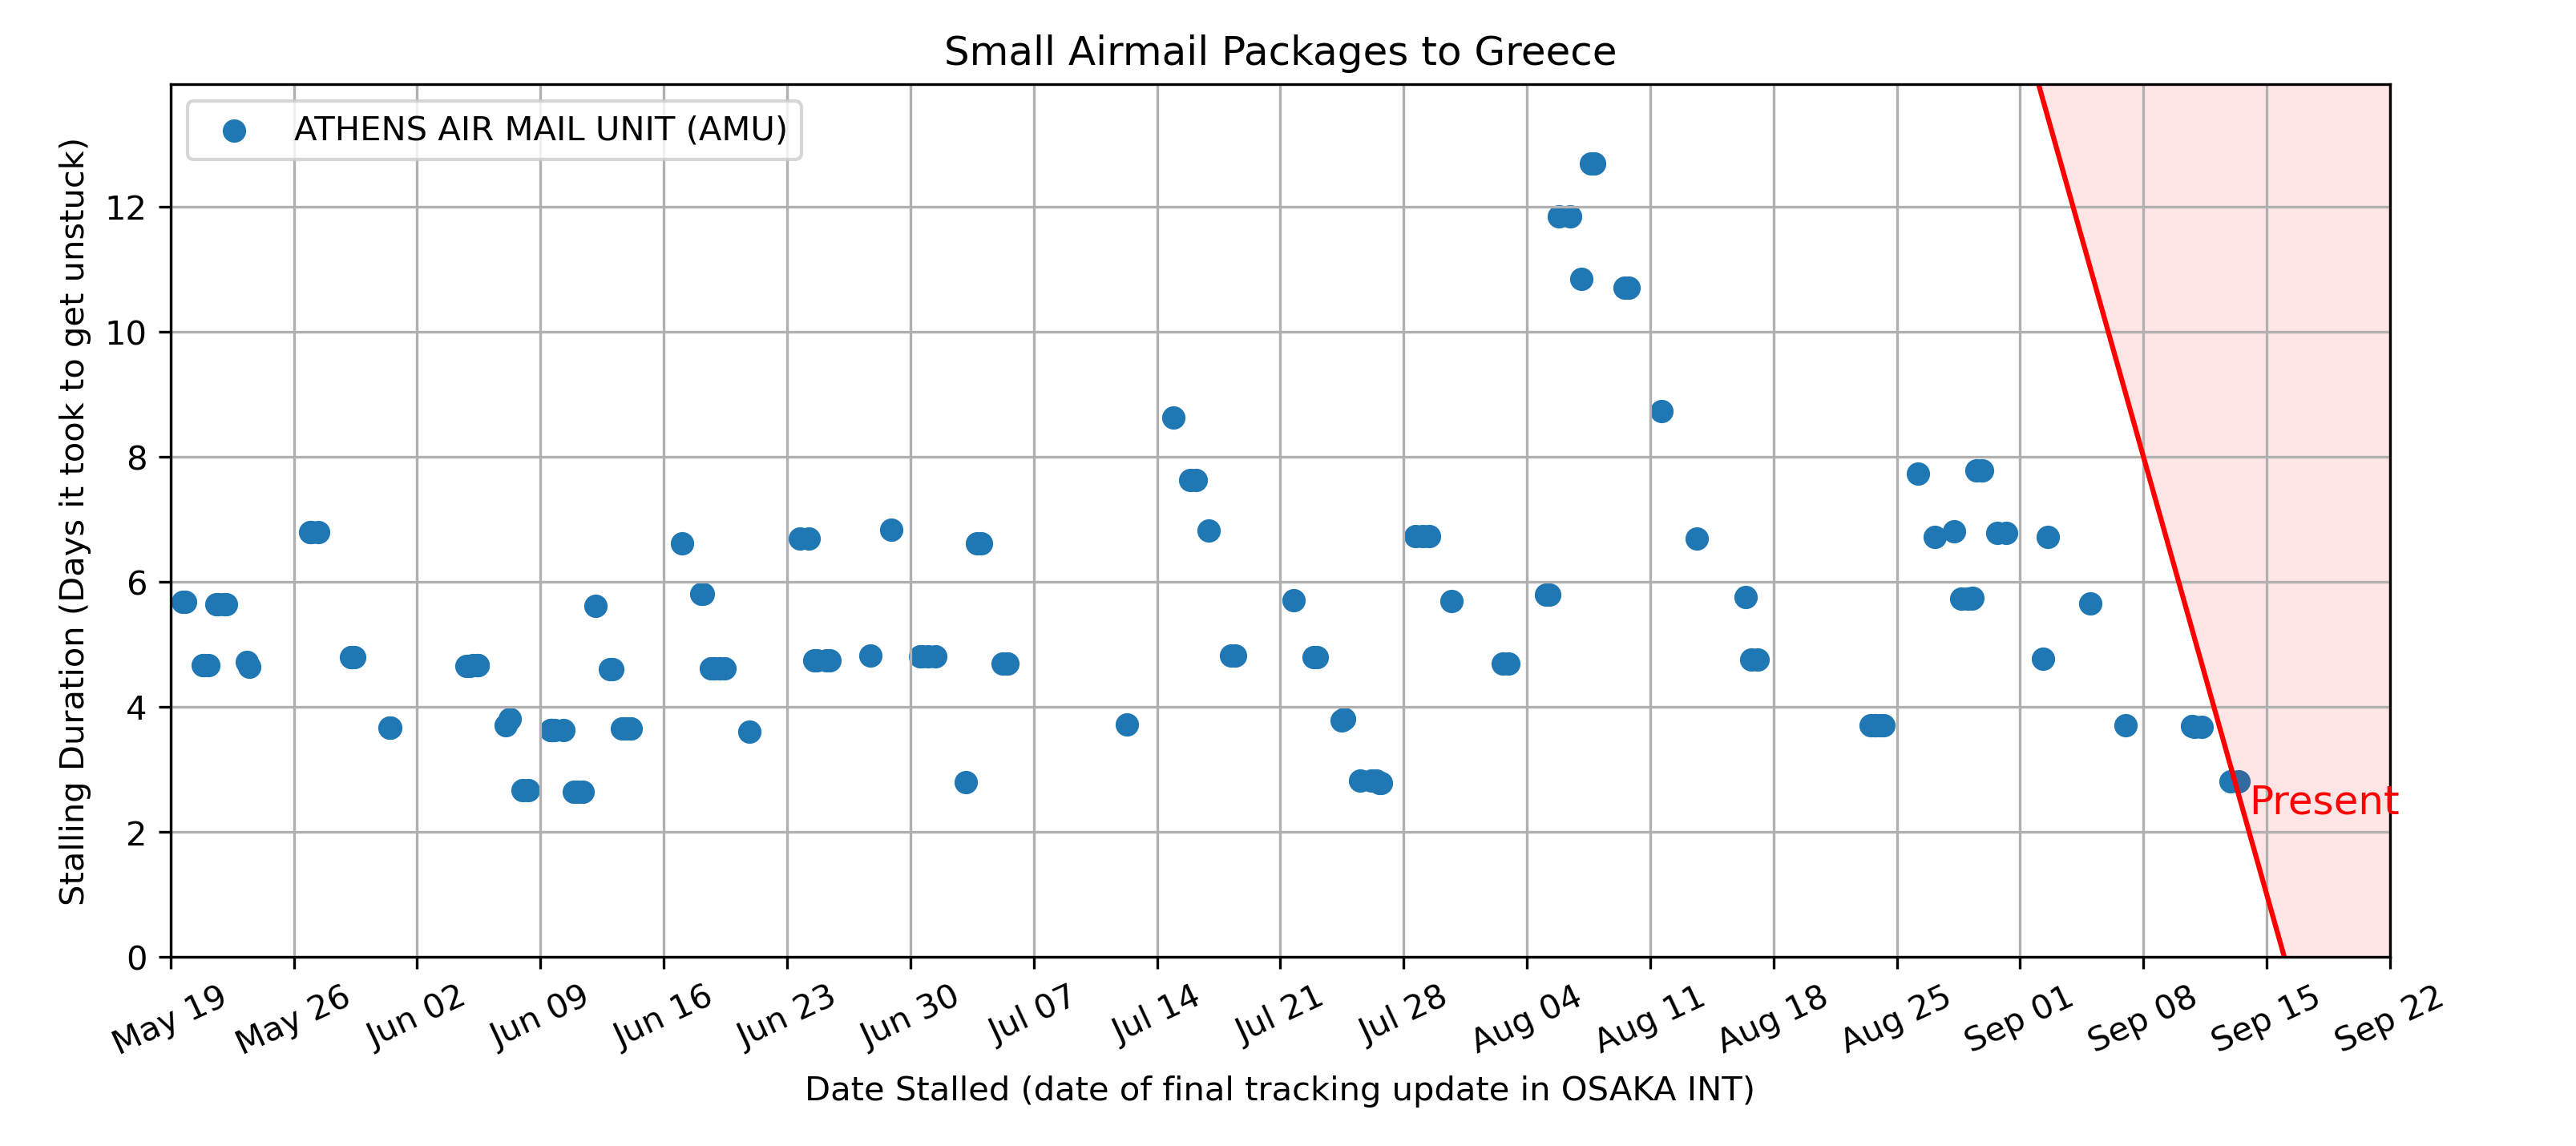 Small Airmail Packages to Greece
ATHENS AIR MAIL UNIT (AMU)
Stalling Duration (Days it took to get unstuck)
12
10
8
6
4
2
0
Present
May 19
May 26
Jun 02
Jun 09
Jun 16
Jun 23
Jun 30
Jul 07
Jul 14
Jul 21
Jul 28
Aug 04
Aug 11
Aug 18
Aug 25
Sep 01
Sep 08
Sep 15
Sep 22
Date Stalled (date of final tracking update in OSAKA INT)